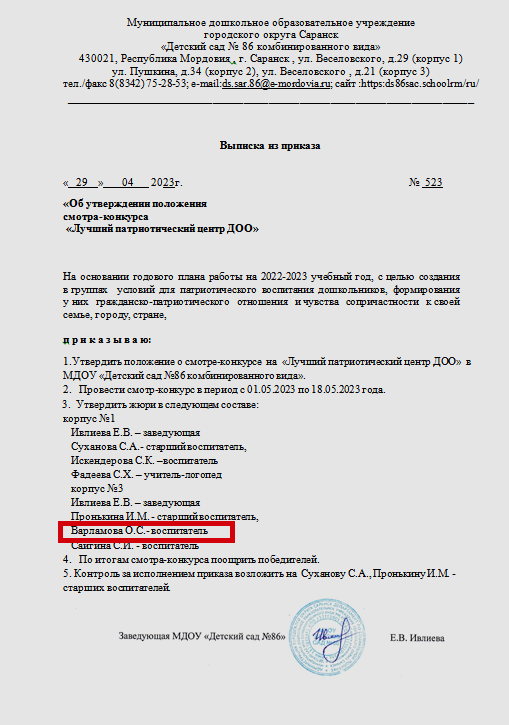 Муниципальное дошкольное образовательное учреждение
городского округа Саранск
«Детский сад № 86 комбинированного вида»
430021, Республика Мордовия, г. Саранск , ул. Веселовского, д.29 (корпус 1)
ул. Пушкина, д.34 (корпус 2), ул. Веселовского , д.21 (корпус 3)
тел./факс 8(8342) 75-28-53; e-mail:ds.sar.86@e-mordovia.ru; сайт :https:ds86sac.schoolrm/ru/
Выписка из приказа
« 29 » 04 2023г. № 523
«Об утверждении положения
смотра-конкурса
«Лучший патриотический центр ДОО»
На основании годового плана работы на 2022-2023 учебный год, с целью создания
в группах условий для патриотического воспитания дошкольников, формирования
у них гражданско-патриотического отношения и чувства сопричастности к своей
семье, городу, стране,
п р и к а з ы в а ю:
1.Утвердить положение о смотре-конкурсе на «Лучший патриотический центр ДОО» в
МДОУ «Детский сад №86 комбинированного вида».
2. Провести смотр-конкурс в период с 01.05.2023 по 18.05.2023 года.
3. Утвердить жюри в следующем составе:
корпус №1
Ивлиева Е.В. – заведующая
Суханова С.А.- старший воспитатель,
Искендерова С.К. –воспитатель
Фадеева С.Х. – учитель-логопед
корпус №3
Ивлиева Е.В. – заведующая
Пронькина И.М. - старший воспитатель,
Варламова О.С.- воспитатель
Саигина С.И. - воспитатель
4. По итогам смотра-конкурса поощрить победителей.
5. Контроль за исполнением приказа возложить на Суханову С.А., Пронькину И.М. -
старших воспитателей.
Заведующая МДОУ «Детский сад №86» Е.В. Ивлиева